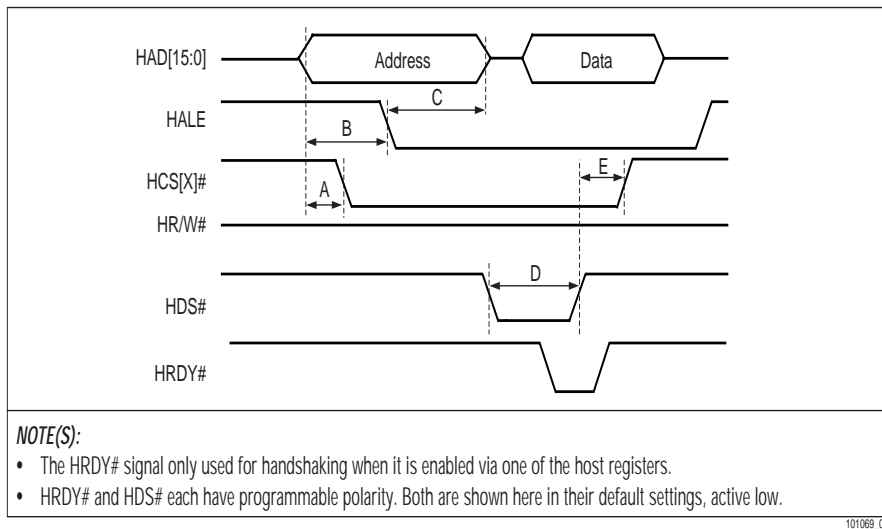 HAD[15:0]
Address
Data
HALE
C
B
HCS[X]#
E
A
HR/W#
D
HDS#
HRDY#
NOTE(S):
• The HRDY# signal only used for handshaking when it is enabled via one of the host registers.
• HRDY# and HDS# each have programmable polarity. Both are shown here in their default settings, active low.